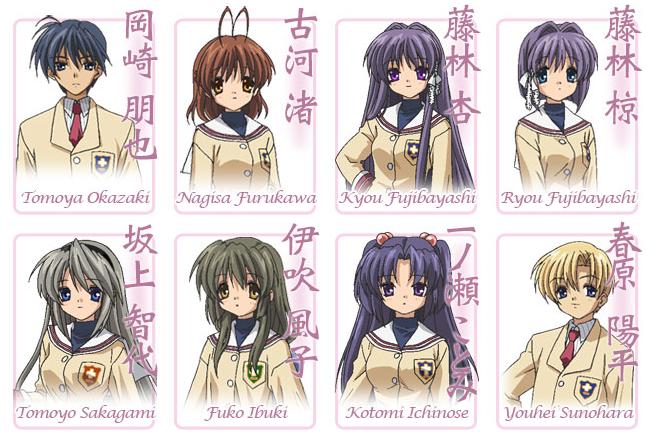 岡崎 朋也
Tomoya Okazaki
古河 渚
Nagisa Furukawa
藤林 杏
Kyou Fujibayashi
藤林 椋
Ryou Fujibayashi
坂上 智代
Tomoyo Sakagami
伊吹 風子
Fuko Ibuki
一ノ瀬 ことみ
Kotomi Ichinose
春原 陽平
Youhei Sunohara